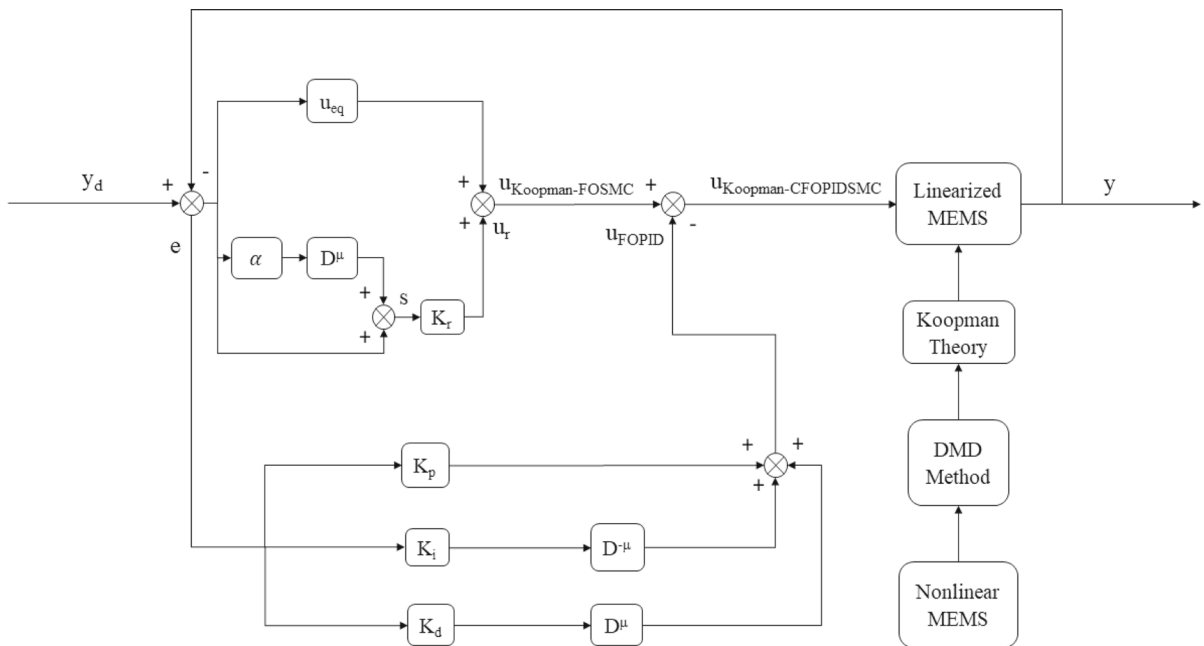 u_eq
y_d
+
-
e
α
D^μ
+
+
s
K_r
+
+
u_Koopman-FOSMC
u_r
+
-
u_FOPID
u_Koopman-CFOPIDSMC
Linearized
MEMS
y
Koopman
Theory
DMD
Method
Nonlinear
MEMS
K_p
+
+
+
K_i
D^-μ
K_d
D^μ